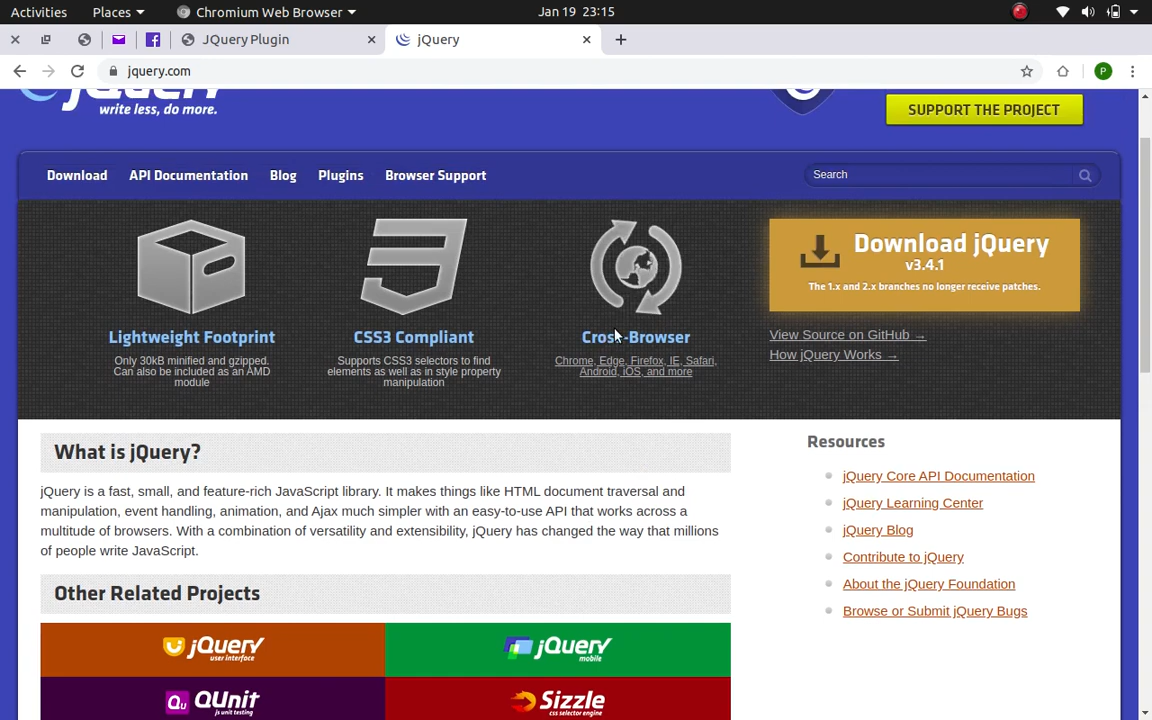 Activities
Places
Chromium Web Browser
Jan 19 23:15
JQuery Plugin
jQuery
jquery.com
P
jQuery
write less, do more.
SUPPORT THE PROJECT
Download
API Documentation
Blog
Plugins
Browser Support
Search
Lightweight Footprint
Only 30kB minified and gzipped.
Can also be included as an AMD
module
CSS3 Compliant
Supports CSS3 selectors to find
elements as well as in style property
manipulation
Cross-Browser
Chrome, Edge, Firefox, IE, Safari,
Android, iOS, and more
Download jQuery
v3.4.1
The 1.x and 2.x branches no longer receive patches.
View Source on GitHub →
How jQuery Works →
What is jQuery?
jQuery is a fast, small, and feature-rich JavaScript library. It makes things like HTML document traversal and
manipulation, event handling, animation, and Ajax much simpler with an easy-to-use API that works across a
multitude of browsers. With a combination of versatility and extensibility, jQuery has changed the way that millions
of people write JavaScript.
Other Related Projects
jQuery
user interface
jQuery
mobile
Qu
QUnit
js unit testing
Sizzle
css selector engine
Resources
jQuery Core API Documentation
jQuery Learning Center
jQuery Blog
Contribute to jQuery
About the jQuery Foundation
Browse or Submit jQuery Bugs